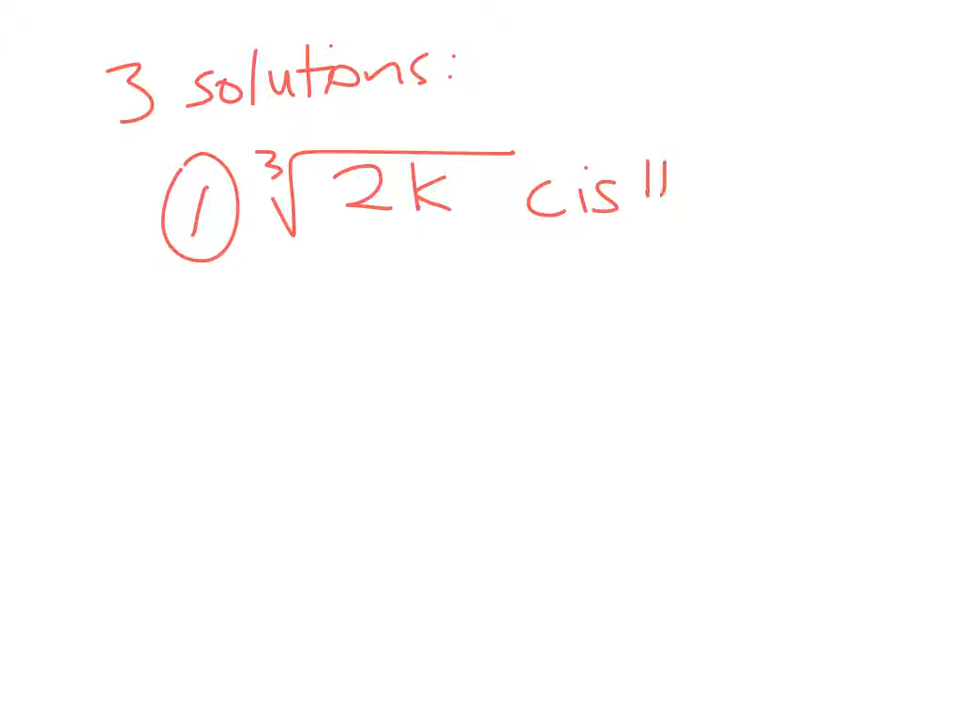 3 solutions:
① ∛(2k) cis 11